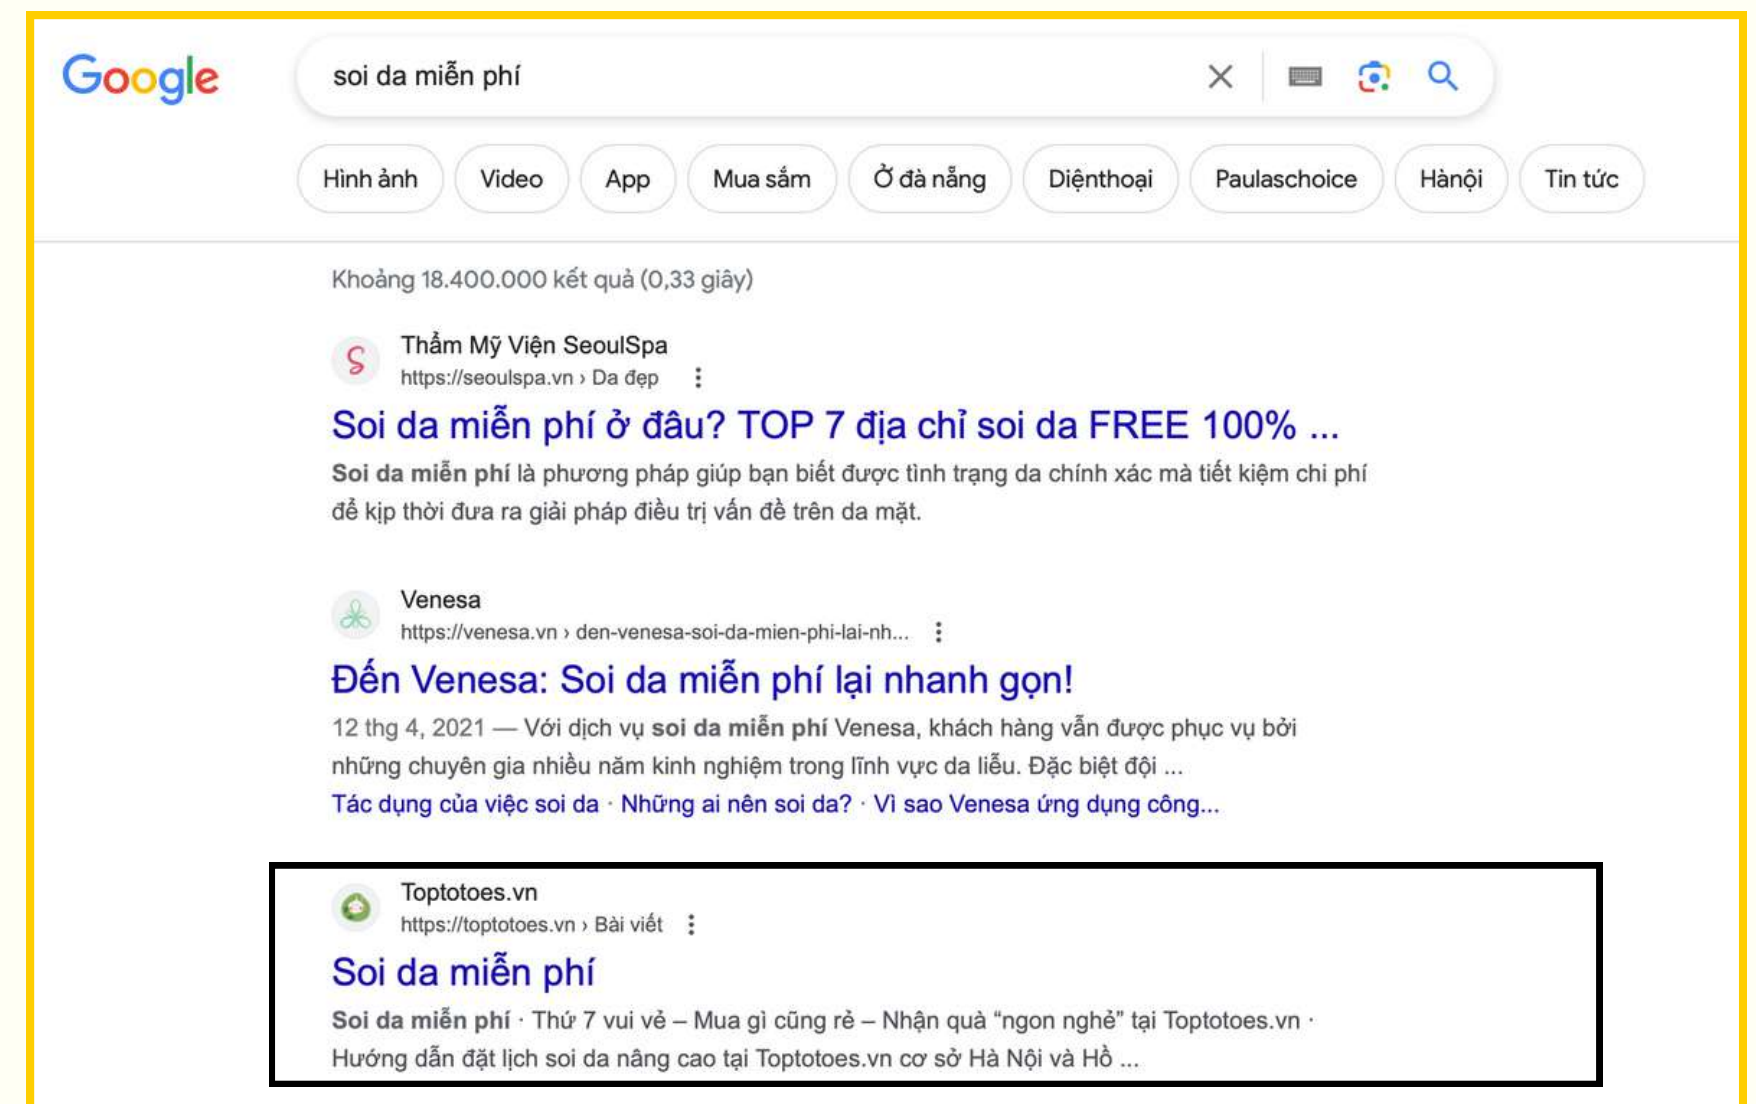 Google
soi da miễn phí
Hình ảnh
Video
App
Mua sắm
Ở đà nẵng
Diệnthoại
Paulaschoice
Hànội
Tin tức
Khoảng 18.400.000 kết quả (0,33 giây)
Thẩm Mỹ Viện SeoulSpa
https://seoulspa.vn › Da đẹp
Soi da miễn phí ở đâu? TOP 7 địa chỉ soi da FREE 100% ...
Soi da miễn phí là phương pháp giúp bạn biết được tình trạng da chính xác mà tiết kiệm chi phí
để kịp thời đưa ra giải pháp điều trị vấn đề trên da mặt.
Venesa
https://venesa.vn › den-venesa-soi-da-mien-phi-lai-nh...
Đến Venesa: Soi da miễn phí lại nhanh gọn!
12 thg 4, 2021 — Với dịch vụ soi da miễn phí Venesa, khách hàng vẫn được phục vụ bởi
những chuyên gia nhiều năm kinh nghiệm trong lĩnh vực da liễu. Đặc biệt đội ...
Tác dụng của việc soi da · Những ai nên soi da? · Vì sao Venesa ứng dụng công...
Toptotoes.vn
https://toptotoes.vn › Bài viết
Soi da miễn phí
Soi da miễn phí · Thứ 7 vui vẻ – Mua gì cũng rẻ – Nhận quà “ngon nghẻ” tại Toptotoes.vn ·
Hướng dẫn đặt lịch soi da nâng cao tại Toptotoes.vn cơ sở Hà Nội và Hồ ...